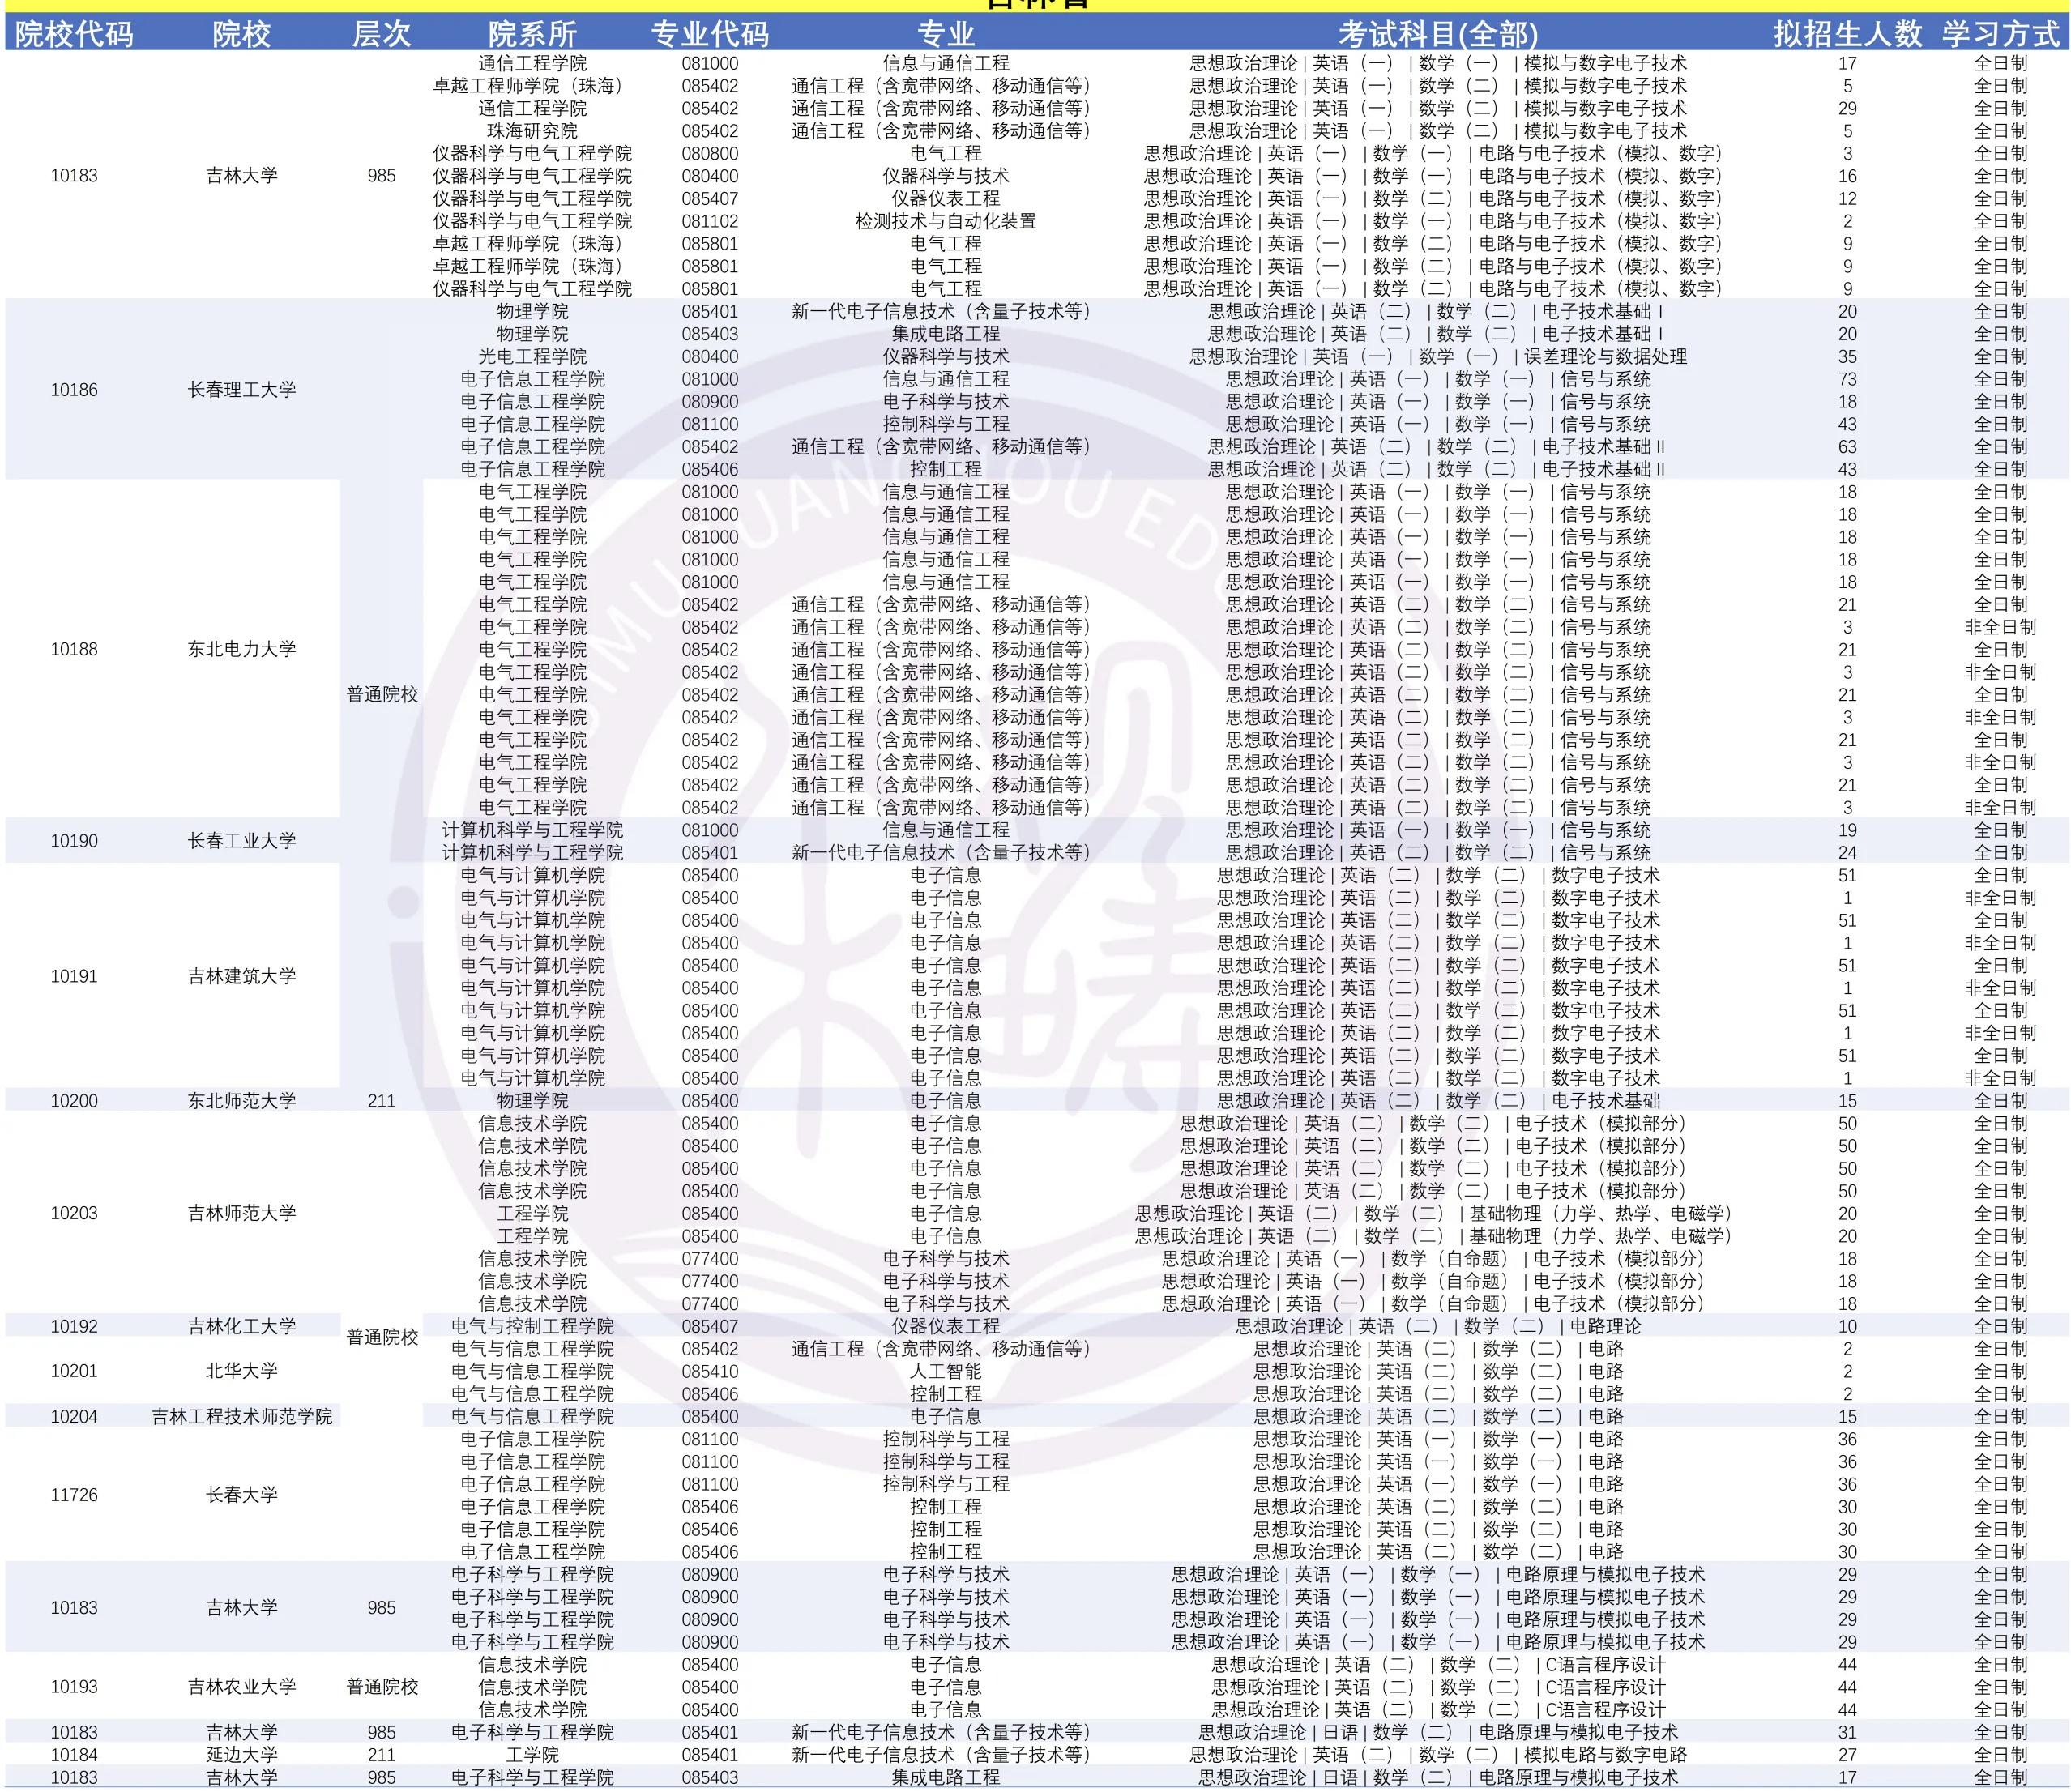 吉林省
院校代码 院校 层次 院系所 专业代码 专业 考试科目(全部) 拟招生人数 学习方式
通信工程学院 081000 信息与通信工程 思想政治理论 | 英语（一） | 数学（一） | 模拟与数字电子技术 17 全日制
卓越工程师学院（珠海） 085402 通信工程（含宽带网络、移动通信等） 思想政治理论 | 英语（一） | 数学（二） | 模拟与数字电子技术 5 全日制
通信工程学院 085402 通信工程（含宽带网络、移动通信等） 思想政治理论 | 英语（一） | 数学（二） | 模拟与数字电子技术 29 全日制
珠海研究院 085402 通信工程（含宽带网络、移动通信等） 思想政治理论 | 英语（一） | 数学（二） | 模拟与数字电子技术 5 全日制
仪器科学与电气工程学院 080800 电气工程 思想政治理论 | 英语（一） | 数学（一） | 电路与电子技术（模拟、数字） 3 全日制
10183 吉林大学 985 仪器科学与电气工程学院 080400 仪器科学与技术 思想政治理论 | 英语（一） | 数学（一） | 电路与电子技术（模拟、数字） 16 全日制
仪器科学与电气工程学院 085407 仪器仪表工程 思想政治理论 | 英语（一） | 数学（二） | 电路与电子技术（模拟、数字） 12 全日制
仪器科学与电气工程学院 081102 检测技术与自动化装置 思想政治理论 | 英语（一） | 数学（一） | 电路与电子技术（模拟、数字） 2 全日制
卓越工程师学院（珠海） 085801 电气工程 思想政治理论 | 英语（一） | 数学（二） | 电路与电子技术（模拟、数字） 9 全日制
卓越工程师学院（珠海） 085801 电气工程 思想政治理论 | 英语（一） | 数学（二） | 电路与电子技术（模拟、数字） 9 全日制
仪器科学与电气工程学院 085801 电气工程 思想政治理论 | 英语（一） | 数学（二） | 电路与电子技术（模拟、数字） 9 全日制
物理学院 085401 新一代电子信息技术（含量子技术等） 思想政治理论 | 英语（二） | 数学（二） | 电子技术基础 I 20 全日制
物理学院 085403 集成电路工程 思想政治理论 | 英语（二） | 数学（二） | 电子技术基础 I 20 全日制
光电工程学院 080400 仪器科学与技术 思想政治理论 | 英语（一） | 数学（一） | 误差理论与数据处理 35 全日制
10186 长春理工大学 电子信息工程学院 081000 信息与通信工程 思想政治理论 | 英语（一） | 数学（一） | 信号与系统 73 全日制
电子信息工程学院 080900 电子科学与技术 思想政治理论 | 英语（一） | 数学（一） | 信号与系统 18 全日制
电子信息工程学院 081100 控制科学与工程 思想政治理论 | 英语（一） | 数学（一） | 信号与系统 43 全日制
电子信息工程学院 085402 通信工程（含宽带网络、移动通信等） 思想政治理论 | 英语（二） | 数学（二） | 电子技术基础 II 63 全日制
电子信息工程学院 085406 控制工程 思想政治理论 | 英语（二） | 数学（二） | 电子技术基础 II 43 全日制
电气工程学院 081000 信息与通信工程 思想政治理论 | 英语（一） | 数学（一） | 信号与系统 18 全日制
电气工程学院 081000 信息与通信工程 思想政治理论 | 英语（一） | 数学（一） | 信号与系统 18 全日制
电气工程学院 081000 信息与通信工程 思想政治理论 | 英语（一） | 数学（一） | 信号与系统 18 全日制
电气工程学院 081000 信息与通信工程 思想政治理论 | 英语（一） | 数学（一） | 信号与系统 18 全日制
电气工程学院 081000 信息与通信工程 思想政治理论 | 英语（一） | 数学（一） | 信号与系统 18 全日制
电气工程学院 085402 通信工程（含宽带网络、移动通信等） 思想政治理论 | 英语（二） | 数学（二） | 信号与系统 21 全日制
电气工程学院 085402 通信工程（含宽带网络、移动通信等） 思想政治理论 | 英语（二） | 数学（二） | 信号与系统 3 非全日制
10188 东北电力大学 电气工程学院 085402 通信工程（含宽带网络、移动通信等） 思想政治理论 | 英语（二） | 数学（二） | 信号与系统 21 全日制
电气工程学院 085402 通信工程（含宽带网络、移动通信等） 思想政治理论 | 英语（二） | 数学（二） | 信号与系统 3 非全日制
普通院校 电气工程学院 085402 通信工程（含宽带网络、移动通信等） 思想政治理论 | 英语（二） | 数学（二） | 信号与系统 21 全日制
电气工程学院 085402 通信工程（含宽带网络、移动通信等） 思想政治理论 | 英语（二） | 数学（二） | 信号与系统 3 非全日制
电气工程学院 085402 通信工程（含宽带网络、移动通信等） 思想政治理论 | 英语（二） | 数学（二） | 信号与系统 21 全日制
电气工程学院 085402 通信工程（含宽带网络、移动通信等） 思想政治理论 | 英语（二） | 数学（二） | 信号与系统 3 非全日制
电气工程学院 085402 通信工程（含宽带网络、移动通信等） 思想政治理论 | 英语（二） | 数学（二） | 信号与系统 21 全日制
电气工程学院 085402 通信工程（含宽带网络、移动通信等） 思想政治理论 | 英语（二） | 数学（二） | 信号与系统 3 非全日制
10190 长春工业大学 计算机科学与工程学院 081000 信息与通信工程 思想政治理论 | 英语（一） | 数学（一） | 信号与系统 19 全日制
计算机科学与工程学院 085401 新一代电子信息技术（含量子技术等） 思想政治理论 | 英语（二） | 数学（二） | 信号与系统 24 全日制
电气与计算机学院 085400 电子信息 思想政治理论 | 英语（二） | 数学（二） | 数字电子技术 51 全日制
电气与计算机学院 085400 电子信息 思想政治理论 | 英语（二） | 数学（二） | 数字电子技术 1 非全日制
电气与计算机学院 085400 电子信息 思想政治理论 | 英语（二） | 数学（二） | 数字电子技术 51 全日制
电气与计算机学院 085400 电子信息 思想政治理论 | 英语（二） | 数学（二） | 数字电子技术 1 非全日制
10191 吉林建筑大学 电气与计算机学院 085400 电子信息 思想政治理论 | 英语（二） | 数学（二） | 数字电子技术 51 全日制
电气与计算机学院 085400 电子信息 思想政治理论 | 英语（二） | 数学（二） | 数字电子技术 1 非全日制
电气与计算机学院 085400 电子信息 思想政治理论 | 英语（二） | 数学（二） | 数字电子技术 51 全日制
电气与计算机学院 085400 电子信息 思想政治理论 | 英语（二） | 数学（二） | 数字电子技术 1 非全日制
电气与计算机学院 085400 电子信息 思想政治理论 | 英语（二） | 数学（二） | 数字电子技术 51 全日制
电气与计算机学院 085400 电子信息 思想政治理论 | 英语（二） | 数学（二） | 数字电子技术 1 非全日制
10200 东北师范大学 211 物理学院 085400 电子信息 思想政治理论 | 英语（二） | 数学（二） | 电子技术基础 15 全日制
信息技术学院 085400 电子信息 思想政治理论 | 英语（二） | 数学（二） | 电子技术（模拟部分） 50 全日制
信息技术学院 085400 电子信息 思想政治理论 | 英语（二） | 数学（二） | 电子技术（模拟部分） 50 全日制
信息技术学院 085400 电子信息 思想政治理论 | 英语（二） | 数学（二） | 电子技术（模拟部分） 50 全日制
信息技术学院 085400 电子信息 思想政治理论 | 英语（二） | 数学（二） | 电子技术（模拟部分） 50 全日制
10203 吉林师范大学 工程学院 085400 电子信息 思想政治理论 | 英语（二） | 数学（二） | 基础物理（力学、热学、电磁学） 20 全日制
工程学院 085400 电子信息 思想政治理论 | 英语（二） | 数学（二） | 基础物理（力学、热学、电磁学） 20 全日制
信息技术学院 077400 电子科学与技术 思想政治理论 | 英语（一） | 数学（自命题） | 电子技术（模拟部分） 18 全日制
信息技术学院 077400 电子科学与技术 思想政治理论 | 英语（一） | 数学（自命题） | 电子技术（模拟部分） 18 全日制
信息技术学院 077400 电子科学与技术 思想政治理论 | 英语（一） | 数学（自命题） | 电子技术（模拟部分） 18 全日制
10192 吉林化工大学 普通院校 电气与控制工程学院 085407 仪器仪表工程 思想政治理论 | 英语（二） | 数学（二） | 电路理论 10 全日制
电气与信息工程学院 085402 通信工程（含宽带网络、移动通信等） 思想政治理论 | 英语（二） | 数学（二） | 电路 2 全日制
10201 北华大学 电气与信息工程学院 085410 人工智能 思想政治理论 | 英语（二） | 数学（二） | 电路 2 全日制
电气与信息工程学院 085406 控制工程 思想政治理论 | 英语（二） | 数学（二） | 电路 2 全日制
10204 吉林工程技术师范学院 电气与信息工程学院 085400 电子信息 思想政治理论 | 英语（二） | 数学（二） | 电路 15 全日制
电子信息工程学院 081100 控制科学与工程 思想政治理论 | 英语（一） | 数学（一） | 电路 36 全日制
电子信息工程学院 081100 控制科学与工程 思想政治理论 | 英语（一） | 数学（一） | 电路 36 全日制
电子信息工程学院 081100 控制科学与工程 思想政治理论 | 英语（一） | 数学（一） | 电路 36 全日制
11726 长春大学 电子信息工程学院 085406 控制工程 思想政治理论 | 英语（二） | 数学（二） | 电路 30 全日制
电子信息工程学院 085406 控制工程 思想政治理论 | 英语（二） | 数学（二） | 电路 30 全日制
电子信息工程学院 085406 控制工程 思想政治理论 | 英语（二） | 数学（二） | 电路 30 全日制
电子科学与工程学院 080900 电子科学与技术 思想政治理论 | 英语（一） | 数学（一） | 电路原理与模拟电子技术 29 全日制
10183 吉林大学 985 电子科学与工程学院 080900 电子科学与技术 思想政治理论 | 英语（一） | 数学（一） | 电路原理与模拟电子技术 29 全日制
电子科学与工程学院 080900 电子科学与技术 思想政治理论 | 英语（一） | 数学（一） | 电路原理与模拟电子技术 29 全日制
电子科学与工程学院 080900 电子科学与技术 思想政治理论 | 英语（一） | 数学（一） | 电路原理与模拟电子技术 29 全日制
信息技术学院 085400 电子信息 思想政治理论 | 英语（二） | 数学（二） | C语言程序设计 44 全日制
10193 吉林农业大学 普通院校 信息技术学院 085400 电子信息 思想政治理论 | 英语（二） | 数学（二） | C语言程序设计 44 全日制
信息技术学院 085400 电子信息 思想政治理论 | 英语（二） | 数学（二） | C语言程序设计 44 全日制
10183 吉林大学 985 电子科学与工程学院 085401 新一代电子信息技术（含量子技术等） 思想政治理论 | 日语 | 数学（二） | 电路原理与模拟电子技术 31 全日制
10184 延边大学 211 工学院 085401 新一代电子信息技术（含量子技术等） 思想政治理论 | 英语（二） | 数学（二） | 模拟电路与数字电路 27 全日制
10183 吉林大学 985 电子科学与工程学院 085403 集成电路工程 思想政治理论 | 日语 | 数学（二） | 电路原理与模拟电子技术 17 全日制